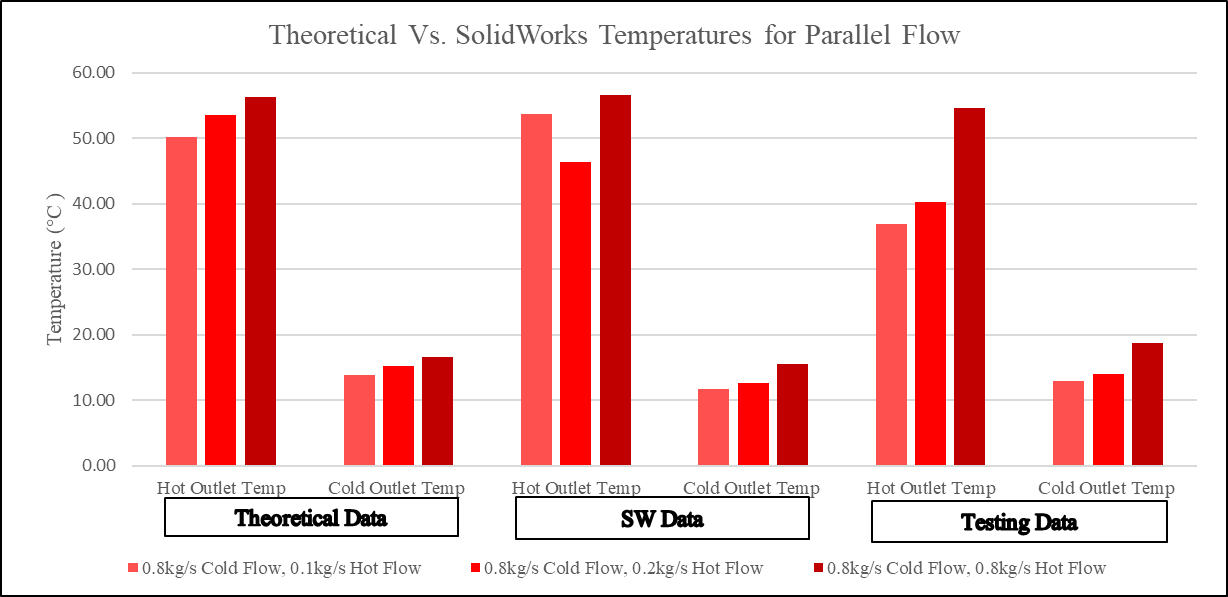 Theoretical Vs. SolidWorks Temperatures for Parallel Flow
60.00
50.00
40.00
30.00
20.00
10.00
0.00
Temperature (°C )
Hot Outlet Temp Cold Outlet Temp Hot Outlet Temp Cold Outlet Temp Hot Outlet Temp Cold Outlet Temp
Theoretical Data SW Data Testing Data
0.8kg/s Cold Flow, 0.1kg/s Hot Flow 0.8kg/s Cold Flow, 0.2kg/s Hot Flow 0.8kg/s Cold Flow, 0.8kg/s Hot Flow